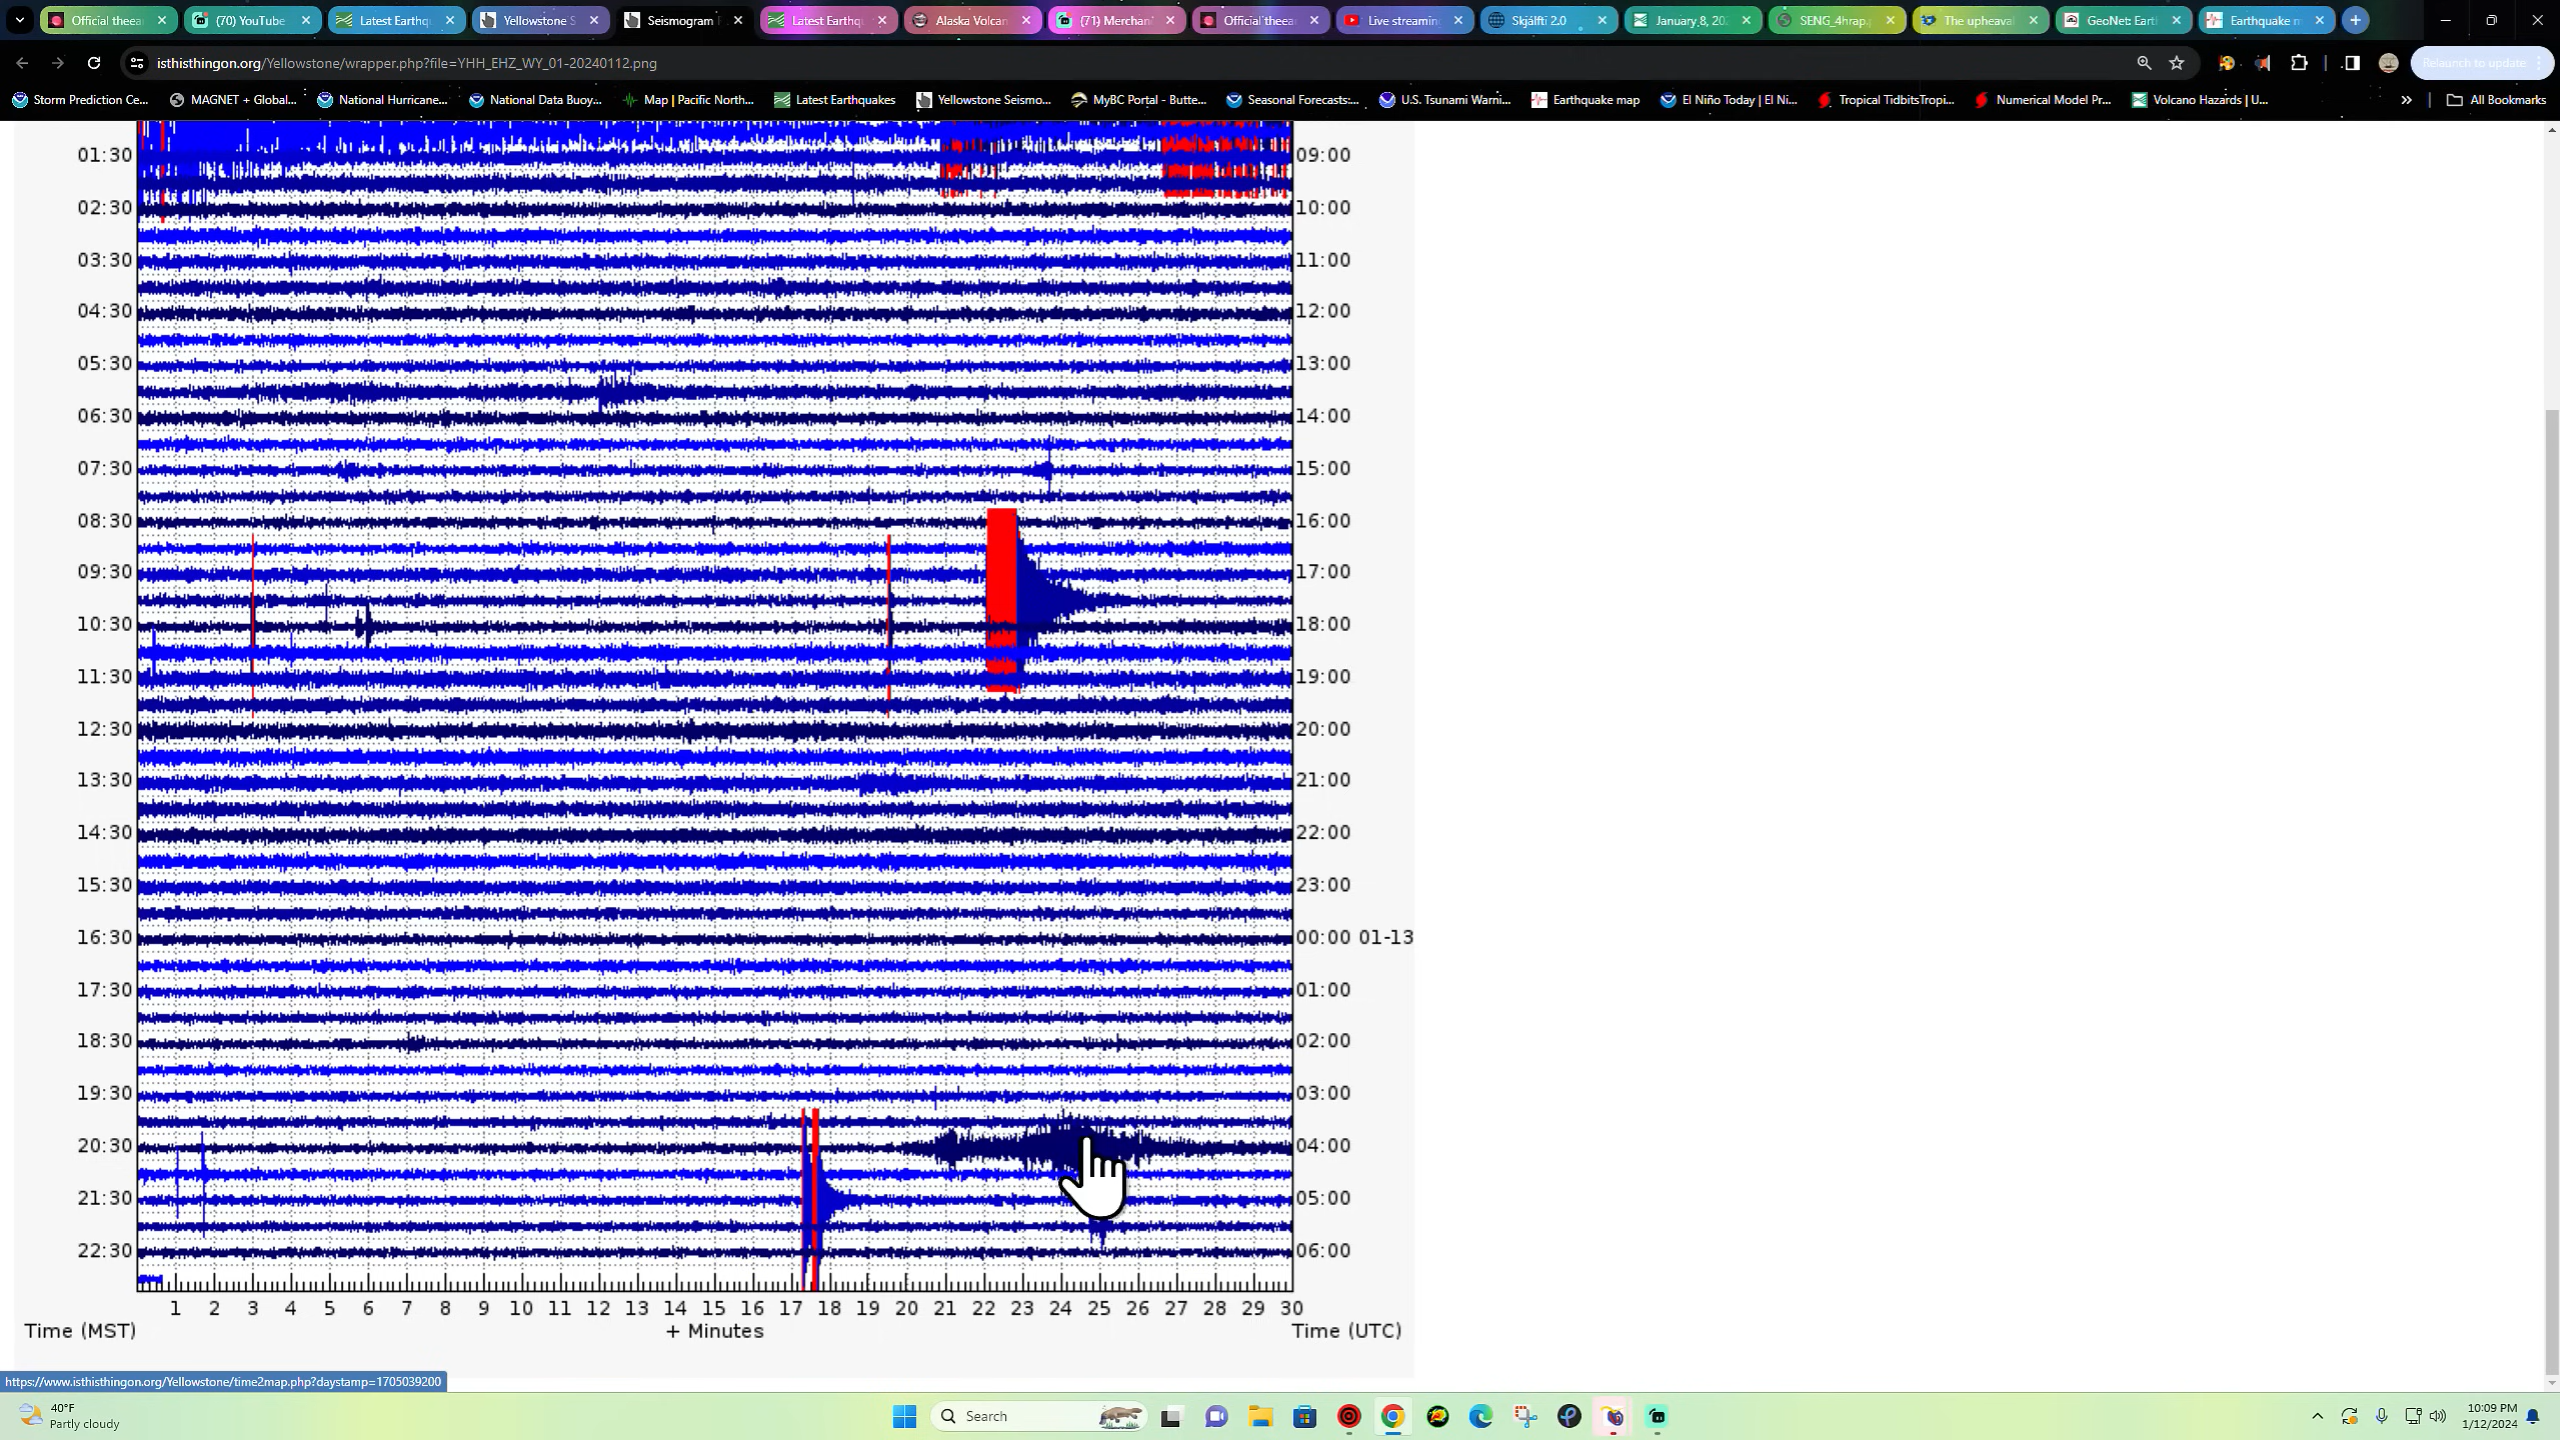 Official theea
(70) YouTube
Latest Earthqu
Yellowstone S
Seismogram F
Latest Earthqu
Alaska Volcan
(71) Merchan
Official theea
Live streamin
Skjálfti 2.0
January 8, 202
SENG_4hrap.p
The upheaval
GeoNet: Eart
Earthquake m
isthisthingon.org/Yellowstone/wrapper.php?file=YHH_EHZ_WY_01-20240112.png
Relaunch to update
Storm Prediction Ce...
MAGNET + Global...
National Hurricane...
National Data Buoy...
Map | Pacific North...
Latest Earthquakes
Yellowstone Seismo...
MyBC Portal - Butte...
Seasonal Forecasts:...
U.S. Tsunami Warni...
Earthquake map
El Niño Today | El Ni...
Tropical TidbitsTropi...
Numerical Model Pr...
Volcano Hazards | U...
All Bookmarks
01:30 09:00
02:30 10:00
03:30 11:00
04:30 12:00
05:30 13:00
06:30 14:00
07:30 15:00
08:30 16:00
09:30 17:00
10:30 18:00
11:30 19:00
12:30 20:00
13:30 21:00
14:30 22:00
15:30 23:00
16:30 00:00 01-13
17:30 01:00
18:30 02:00
19:30 03:00
20:30 04:00
21:30 05:00
22:30 06:00
1 2 3 4 5 6 7 8 9 10 11 12 13 14 15 16 17 18 19 20 21 22 23 24 25 26 27 28 29 30
Time (MST) + Minutes Time (UTC)
https://www.isthisthingon.org/Yellowstone/time2map.php?daystamp=1705039200
40°F
Partly cloudy
Search
10:09 PM
1/12/2024